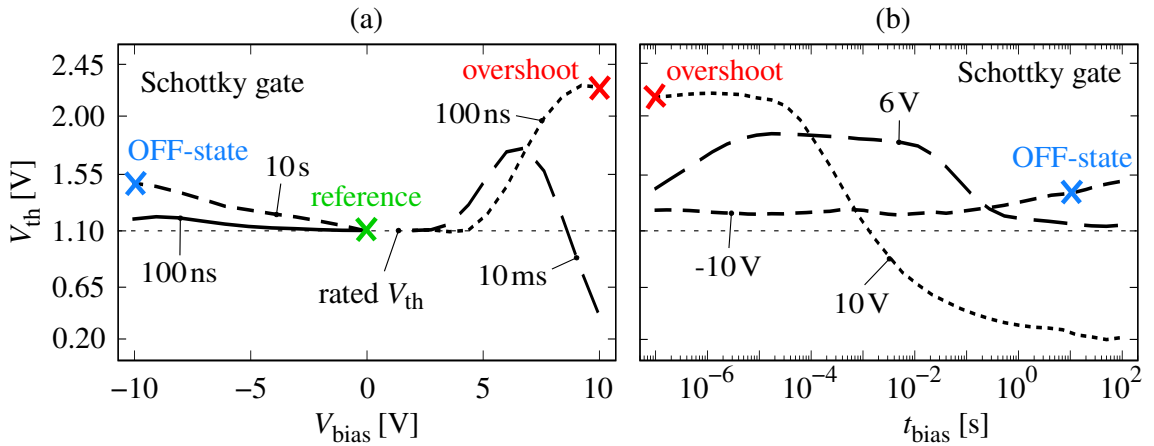 (a)
(b)
V_th [V]
2.45
2.00
1.55
1.10
0.65
0.20
Schottky gate
overshoot
100 ns
OFF-state
10 s
reference
100 ns
rated V_th
10 ms
−10
−5
0
5
10
V_bias [V]
overshoot
Schottky gate
6 V
OFF-state
-10 V
10 V
10^−6
10^−4
10^−2
10^0
10^2
t_bias [s]